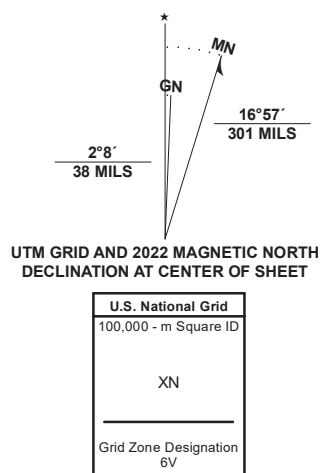 ★
MN
GN
16°57´
301 MILS
2°8´
38 MILS
UTM GRID AND 2022 MAGNETIC NORTH
DECLINATION AT CENTER OF SHEET
U.S. National Grid
100,000 - m Square ID
XN
Grid Zone Designation
6V